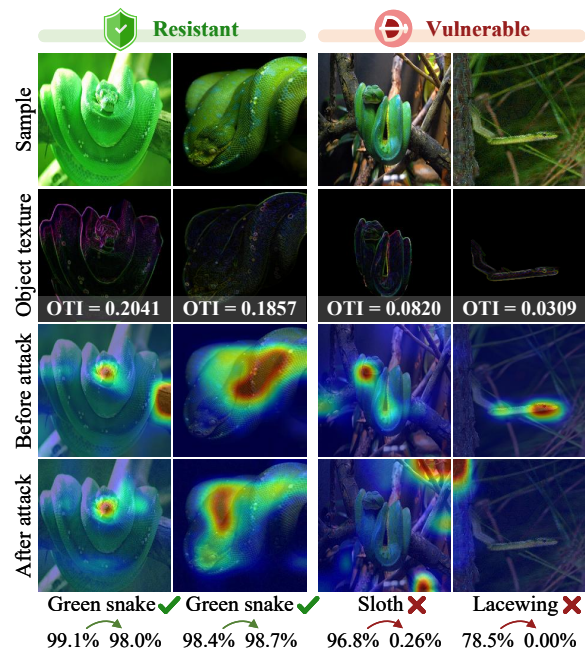 Resistant
Vulnerable
Sample
Object texture
OTI = 0.2041
OTI = 0.1857
OTI = 0.0820
OTI = 0.0309
Before attack
After attack
Green snake
Green snake
Sloth
Lacewing
99.1% 98.0%
98.4% 98.7%
96.8% 0.26%
78.5% 0.00%